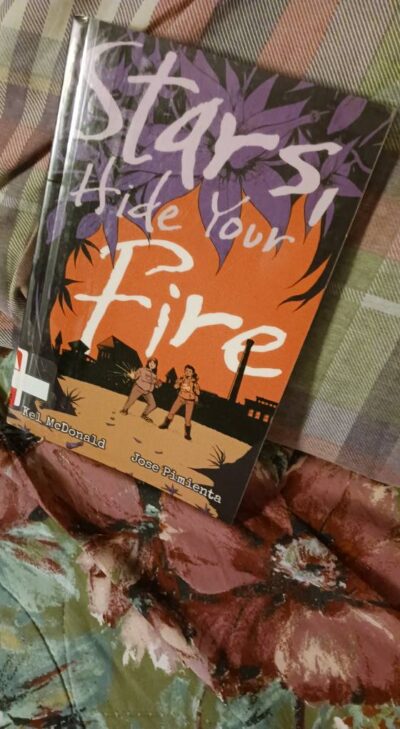 Stars,
Hide Your
Fire
Kel McDonald
Jose Pimienta